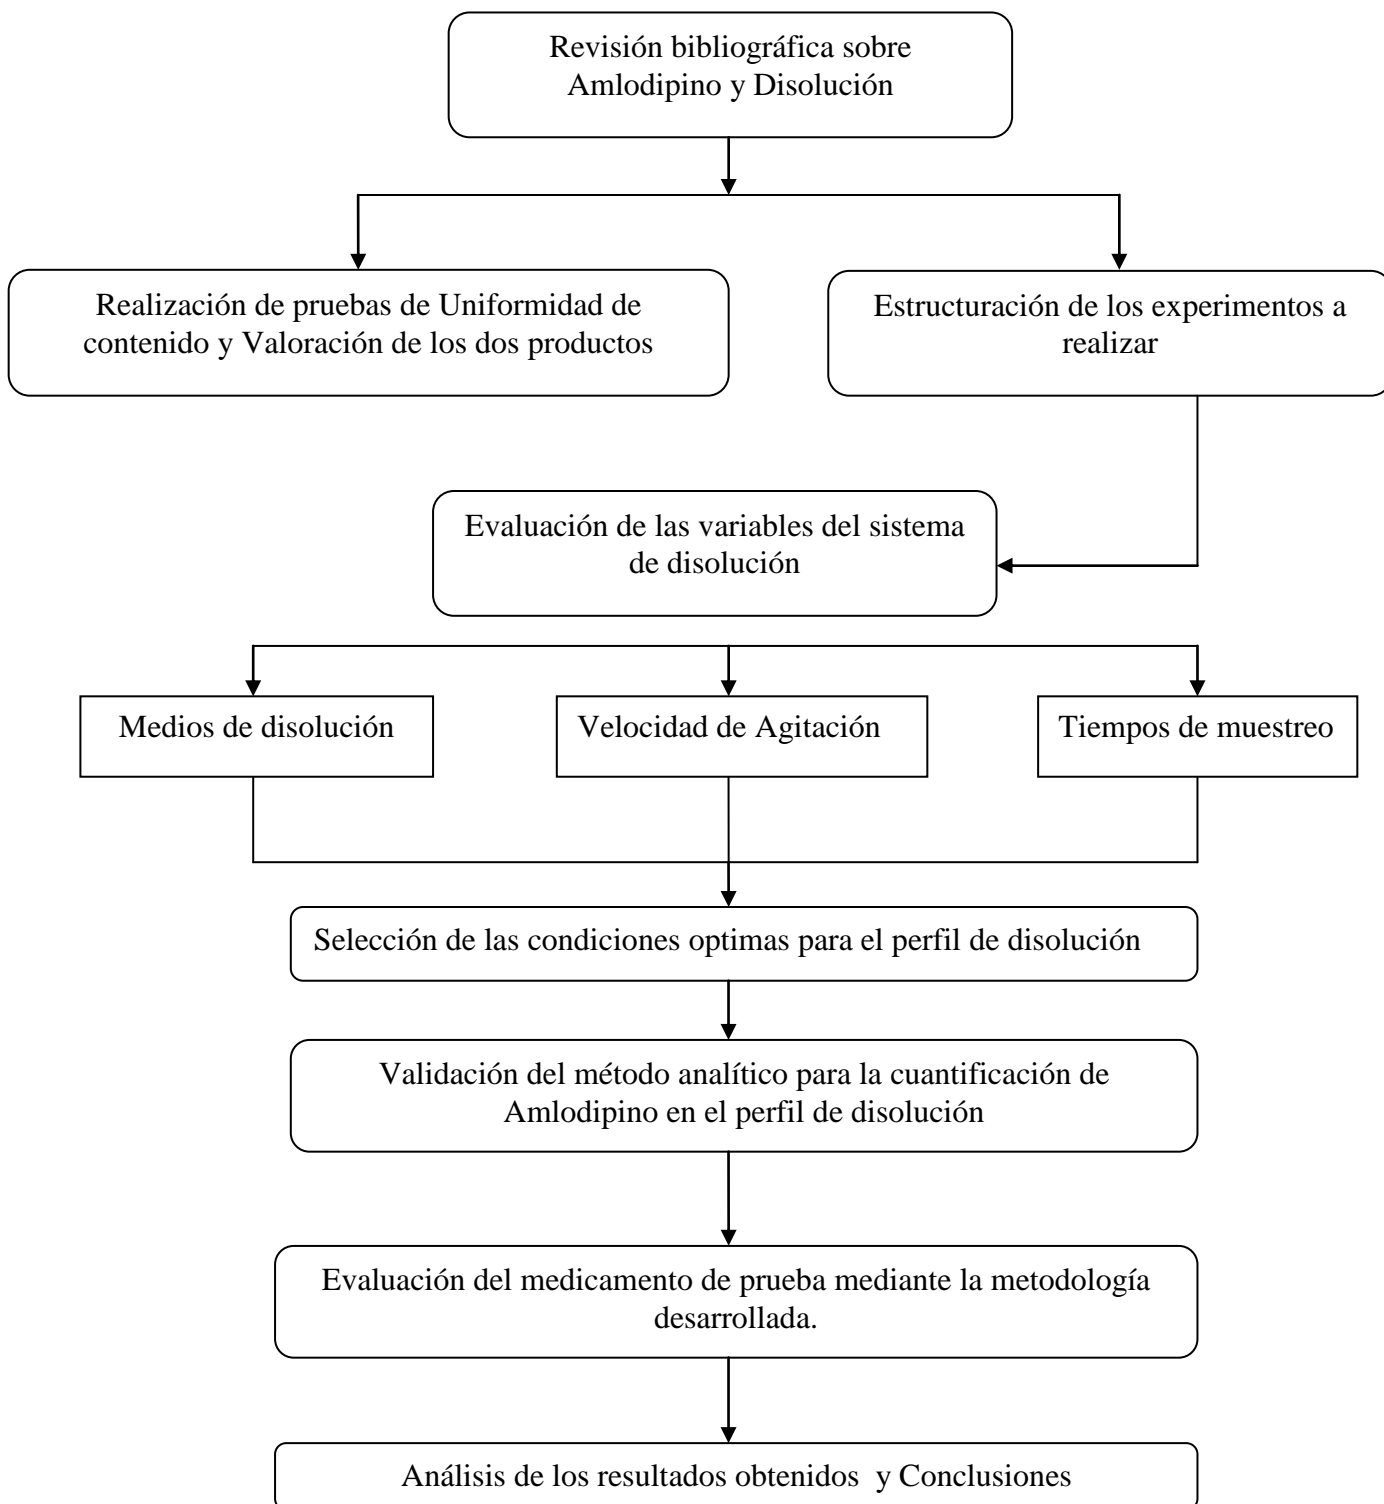 Revisión bibliográfica sobre
Amlodipino y Disolución
Realización de pruebas de Uniformidad de
contenido y Valoración de los dos productos
Estructuración de los experimentos a
realizar
Evaluación de las variables del sistema
de disolución
Medios de disolución
Velocidad de Agitación
Tiempos de muestreo
Selección de las condiciones optimas para el perfil de disolución
Validación del método analítico para la cuantificación de
Amlodipino en el perfil de disolución
Evaluación del medicamento de prueba mediante la metodología
desarrollada.
Análisis de los resultados obtenidos  y Conclusiones